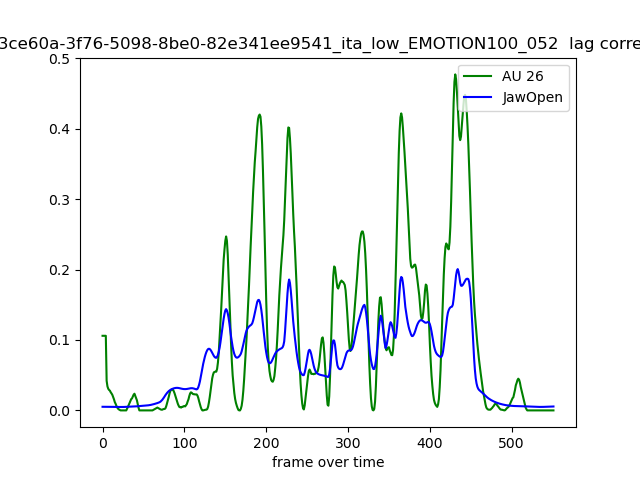 3ce60a-3f76-5098-8be0-82e341ee9541_ita_low_EMOTION100_052 lag corre
AU 26
JawOpen
0.5
0.4
0.3
0.2
0.1
0.0
0 100 200 300 400 500
frame over time